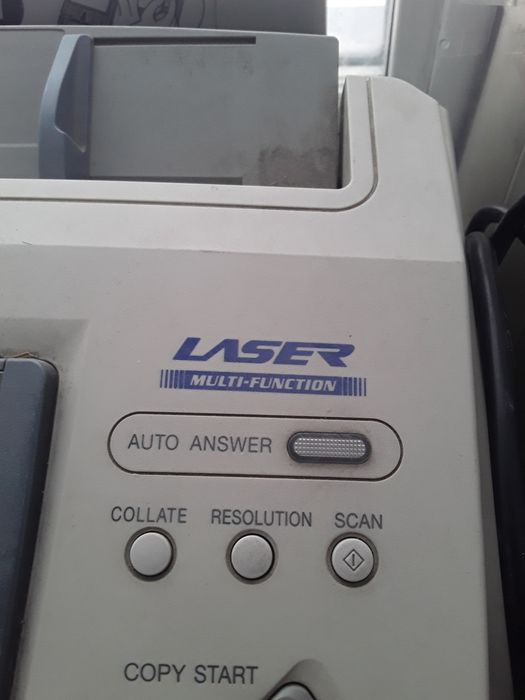 LASER
MULTI-FUNCTION
AUTO ANSWER
COLLATE RESOLUTION SCAN
COPY START